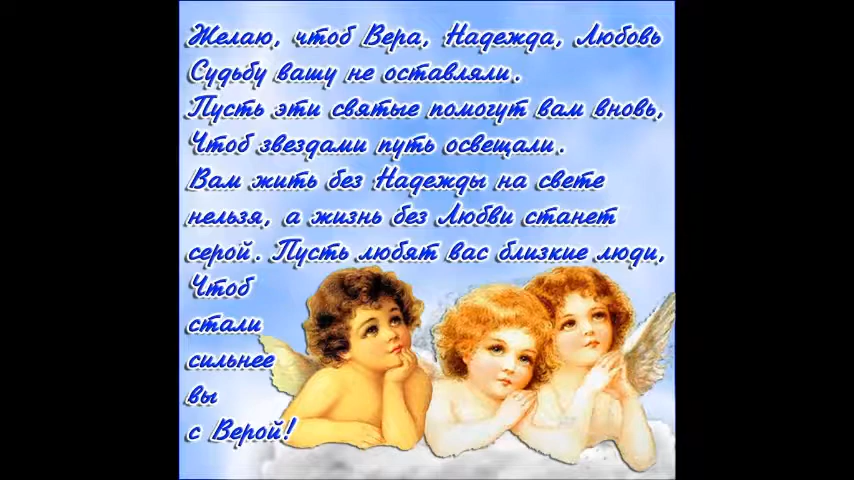 Желаю, чтоб Вера, Надежда, Любовь
Судьбу вашу не оставляли.
Пусть эти святые помогут вам вновь,
Чтоб звездами путь освещали.
Вам жить без Надежды на свете
нельзя, а жизнь без Любви станет
серой. Пусть любят вас близкие люди,
Чтоб
стали
сильнее
вы
с Верой!